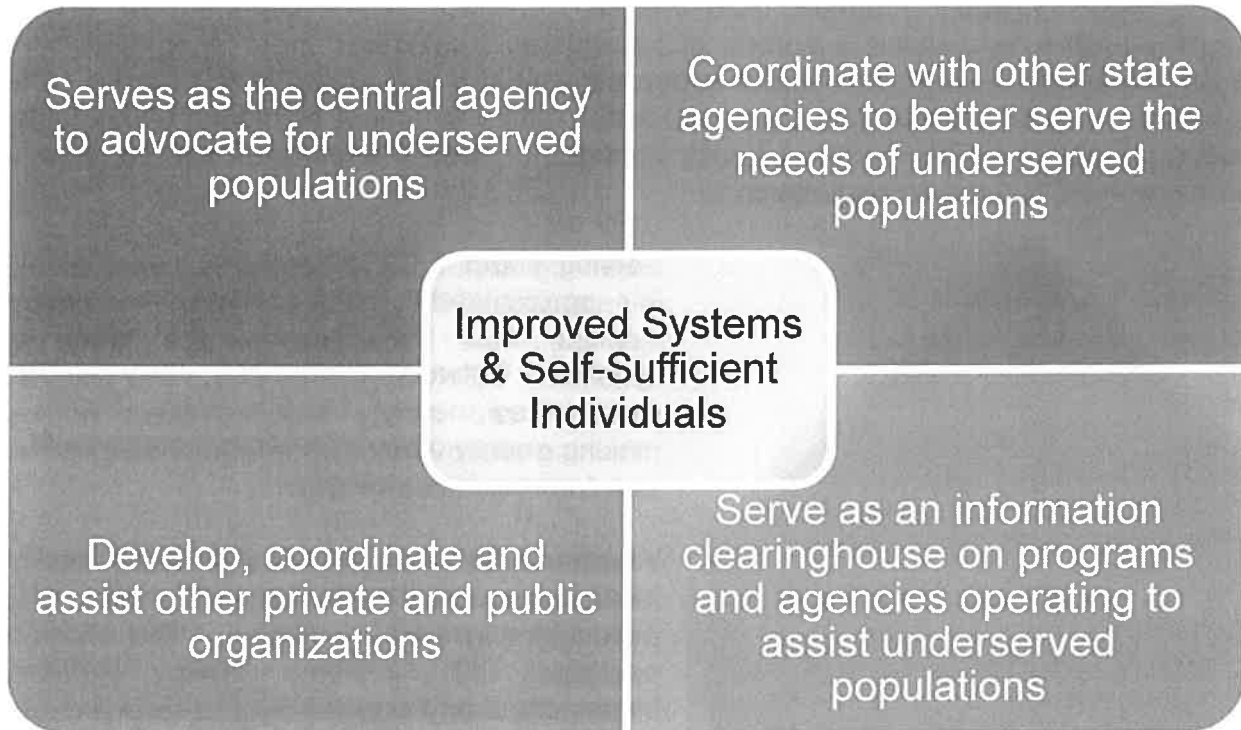 Serves as the central agency
to advocate for underserved
populations
Coordinate with other state
agencies to better serve the
needs of underserved
populations
Improved Systems
& Self-Sufficient
Individuals
Develop, coordinate and
assist other private and public
organizations
Serve as an information
clearinghouse on programs
and agencies operating to
assist underserved
populations